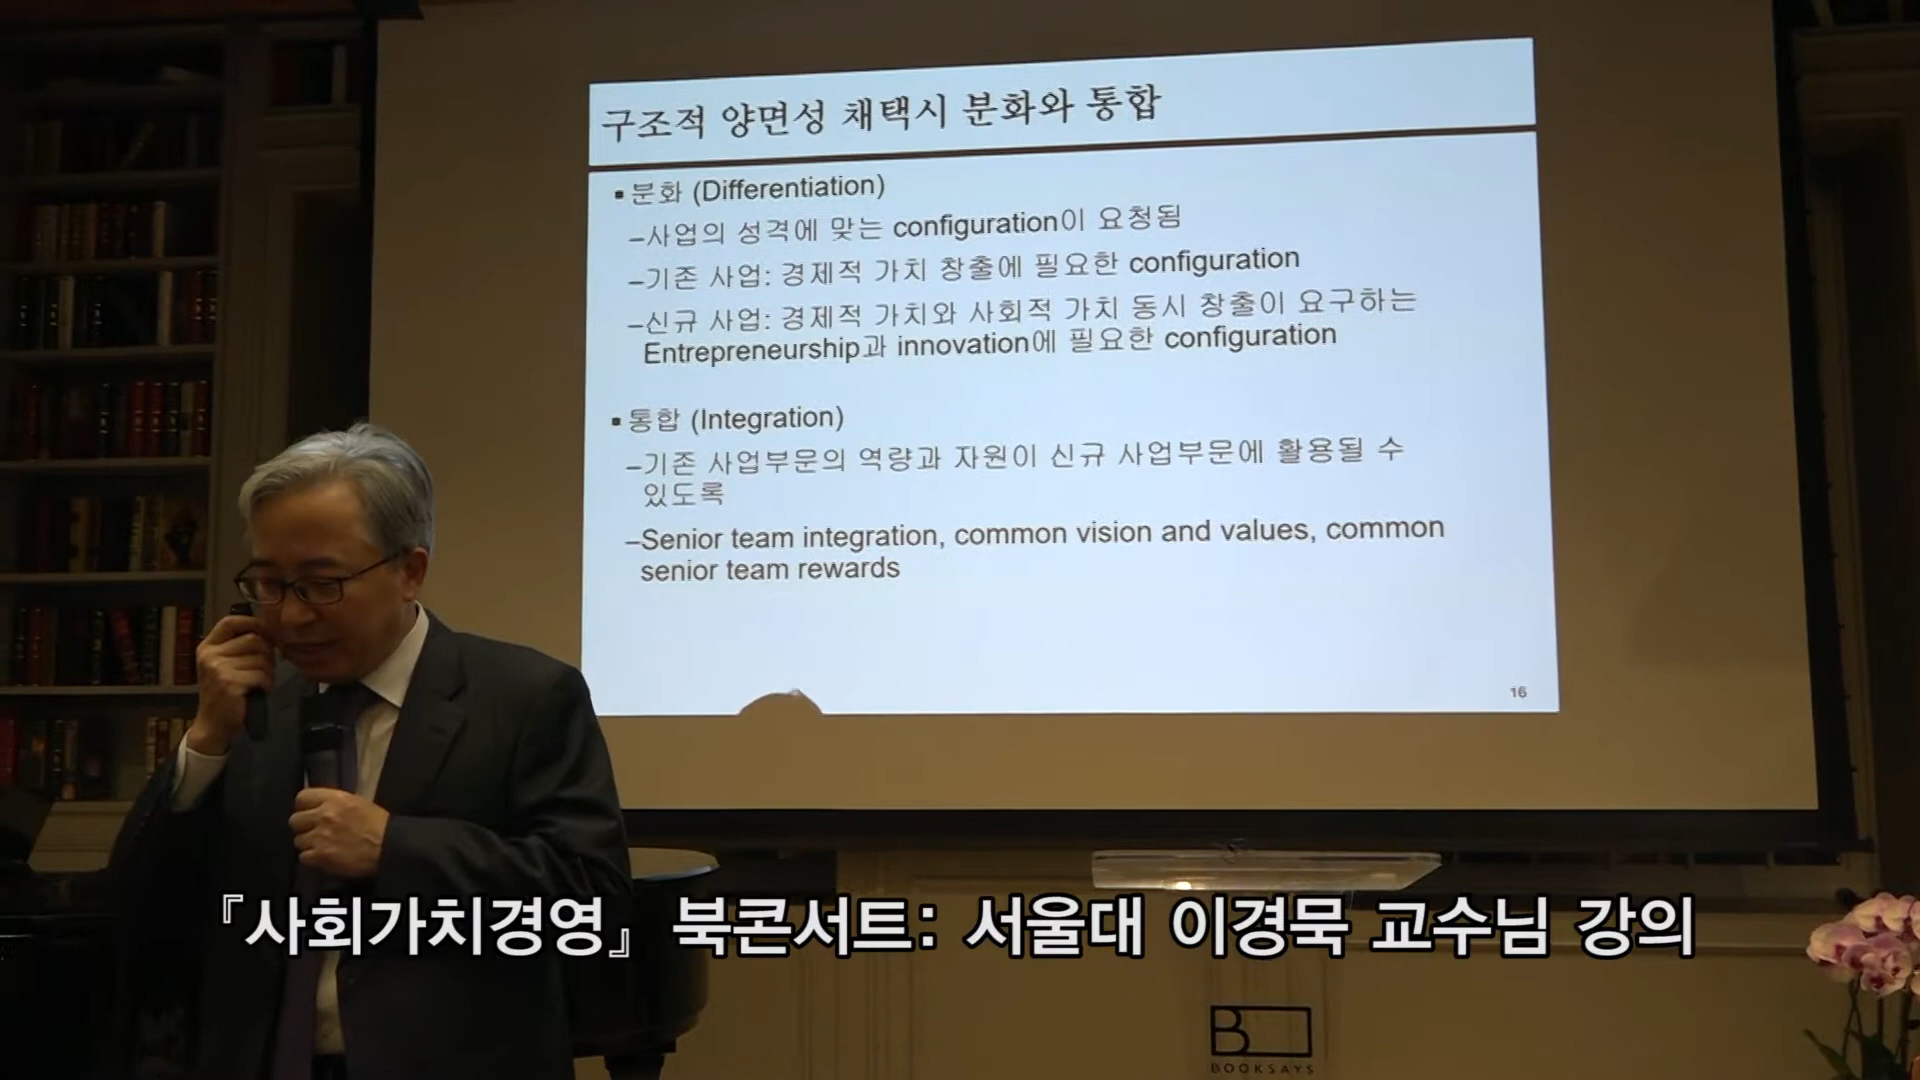 구조적 양면성 채택시 분화와 통합
▪분화 (Differentiation)
–사업의 성격에 맞는 configuration이 요청됨
–기존 사업: 경제적 가치 창출에 필요한 configuration
–신규 사업: 경제적 가치와 사회적 가치 동시 창출이 요구하는
Entrepreneurship과 innovation에 필요한 configuration
▪통합 (Integration)
–기존 사업부문의 역량과 자원이 신규 사업부문에 활용될 수
있도록
–Senior team integration, common vision and values, common
senior team rewards
16
『사회가치경영』 북콘서트: 서울대 이경묵 교수님 강의
B
BOOKSAYS